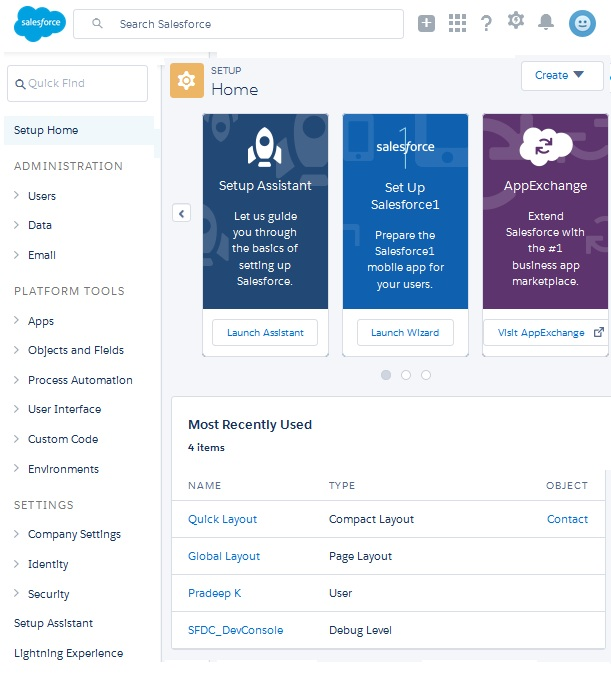 salesforce
Search Salesforce
Quick Find
Setup Home
ADMINISTRATION
Users
Data
Email
PLATFORM TOOLS
Apps
Objects and Fields
Process Automation
User Interface
Custom Code
Environments
SETTINGS
Company Settings
Identity
Security
Setup Assistant
Lightning Experience
SETUP
Home
Create
Setup Assistant
Let us guide
you through
the basics of
setting up
Salesforce.
Launch Assistant
salesforce
1
Set Up
Salesforce1
Prepare the
Salesforce1
mobile app for
your users.
Launch Wizard
AppExchange
Extend
Salesforce with
the #1
business app
marketplace.
Visit AppExchange
Most Recently Used
4 items
NAME TYPE OBJECT
Quick Layout Compact Layout Contact
Global Layout Page Layout
Pradeep K User
SFDC_DevConsole Debug Level